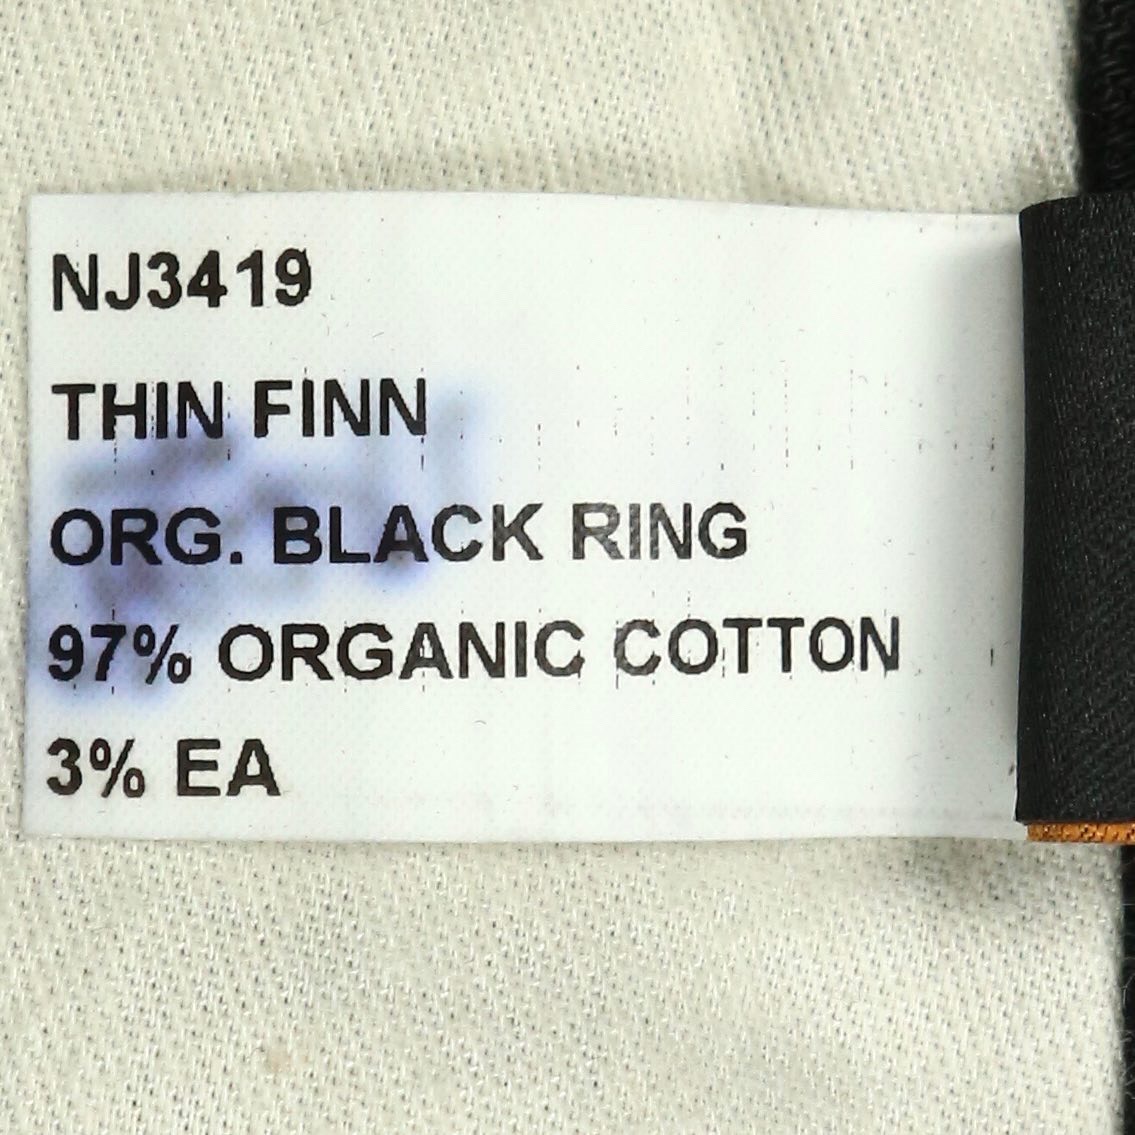 NJ3419
THIN FINN
ORG. BLACK RING
97% ORGANIC COTTON
3% EA